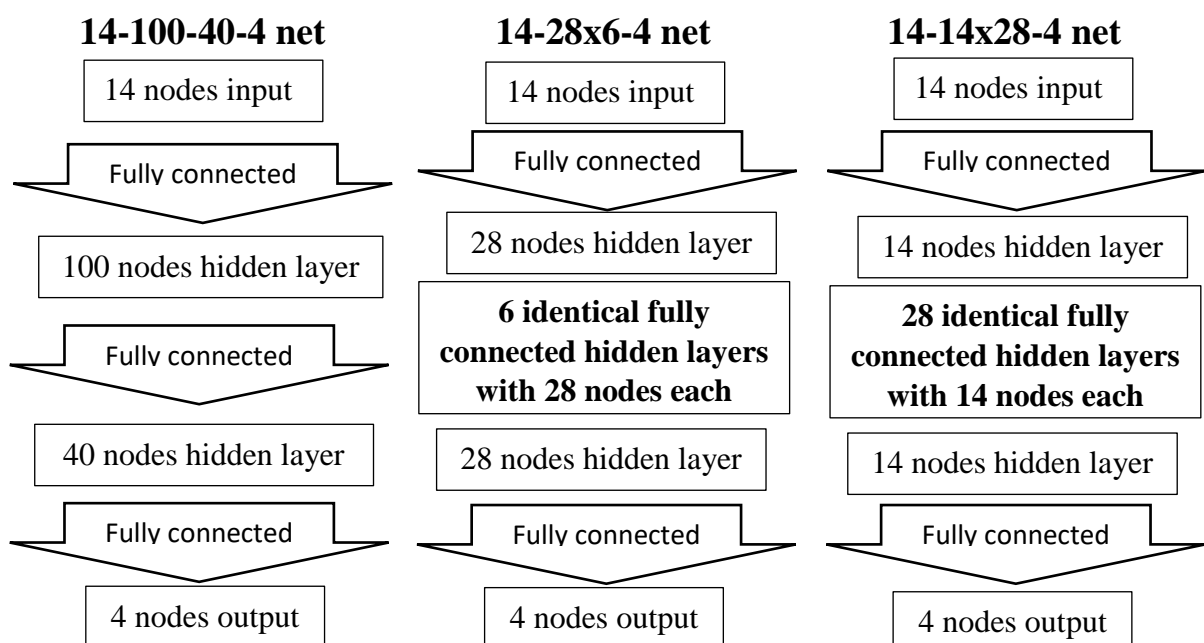 14-100-40-4 net
14 nodes input
Fully connected
100 nodes hidden layer
Fully connected
40 nodes hidden layer
Fully connected
4 nodes output
14-28x6-4 net
14 nodes input
Fully connected
28 nodes hidden layer
6 identical fully
connected hidden layers
with 28 nodes each
28 nodes hidden layer
Fully connected
4 nodes output
14-14x28-4 net
14 nodes input
Fully connected
14 nodes hidden layer
28 identical fully
connected hidden layers
with 14 nodes each
14 nodes hidden layer
Fully connected
4 nodes output